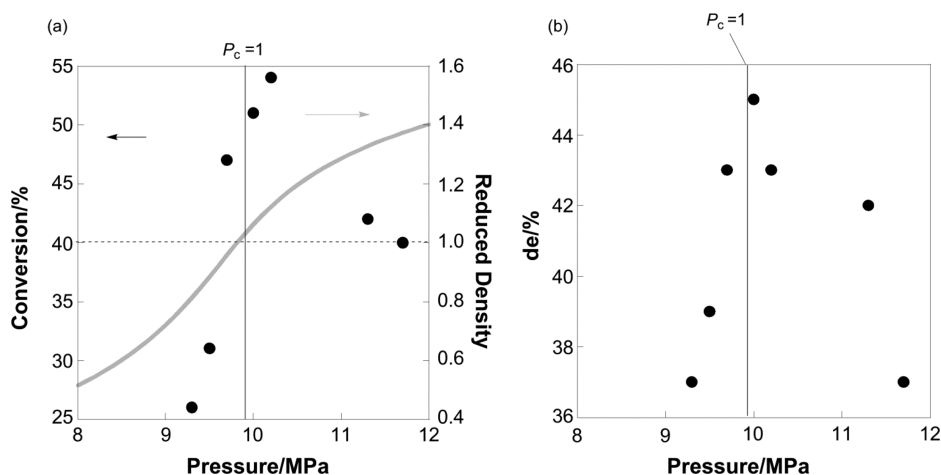 (a)
P_c =1
55
50
45
40
35
30
25
Conversion/%
1.6
1.4
1.2
1.0
0.8
0.6
0.4
Reduced Density
8 9 10 11 12
Pressure/MPa
(b)
P_c =1
46
44
42
40
38
36
de/%
8 9 10 11 12
Pressure/MPa